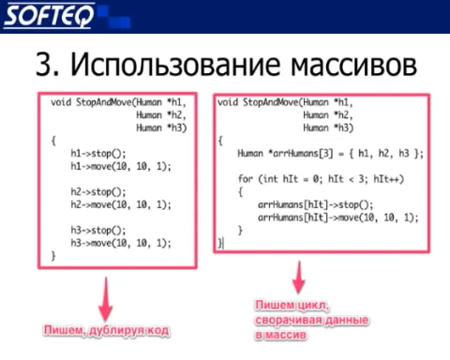 SOFTEQ
3. Использование массивов
void StopAndMove(Human *h1,
Human *h2,
Human *h3)
{
h1->stop();
h1->move(10, 10, 1);
h2->stop();
h2->move(10, 10, 1);
h3->stop();
h3->move(10, 10, 1);
}
void StopAndMove(Human *h1,
Human *h2,
Human *h3)
{
Human *arrHumans[3] = { h1, h2, h3 };
for (int hIt = 0; hIt < 3; hIt++)
{
arrHumans[hIt]->stop();
arrHumans[hIt]->move(10, 10, 1);
}
}
Пишем, дублируя код
Пишем цикл,
сворачивая данные
в массив